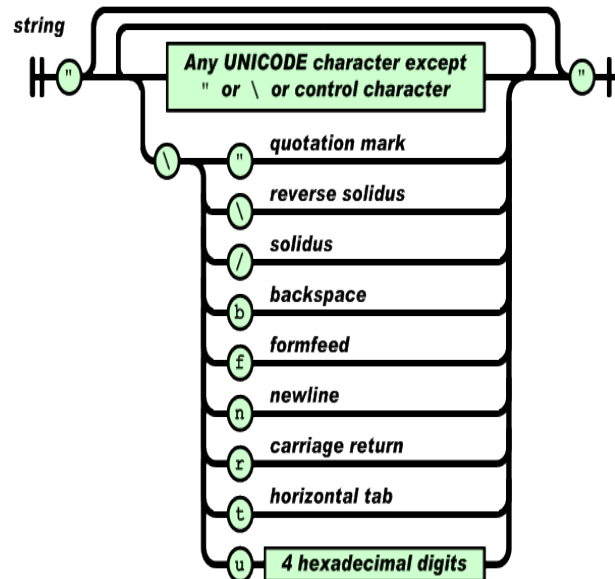 string
" Any UNICODE character except "
" or \ or control character
\ " quotation mark
\ reverse solidus
/ solidus
b backspace
f formfeed
n newline
r carriage return
t horizontal tab
u 4 hexadecimal digits